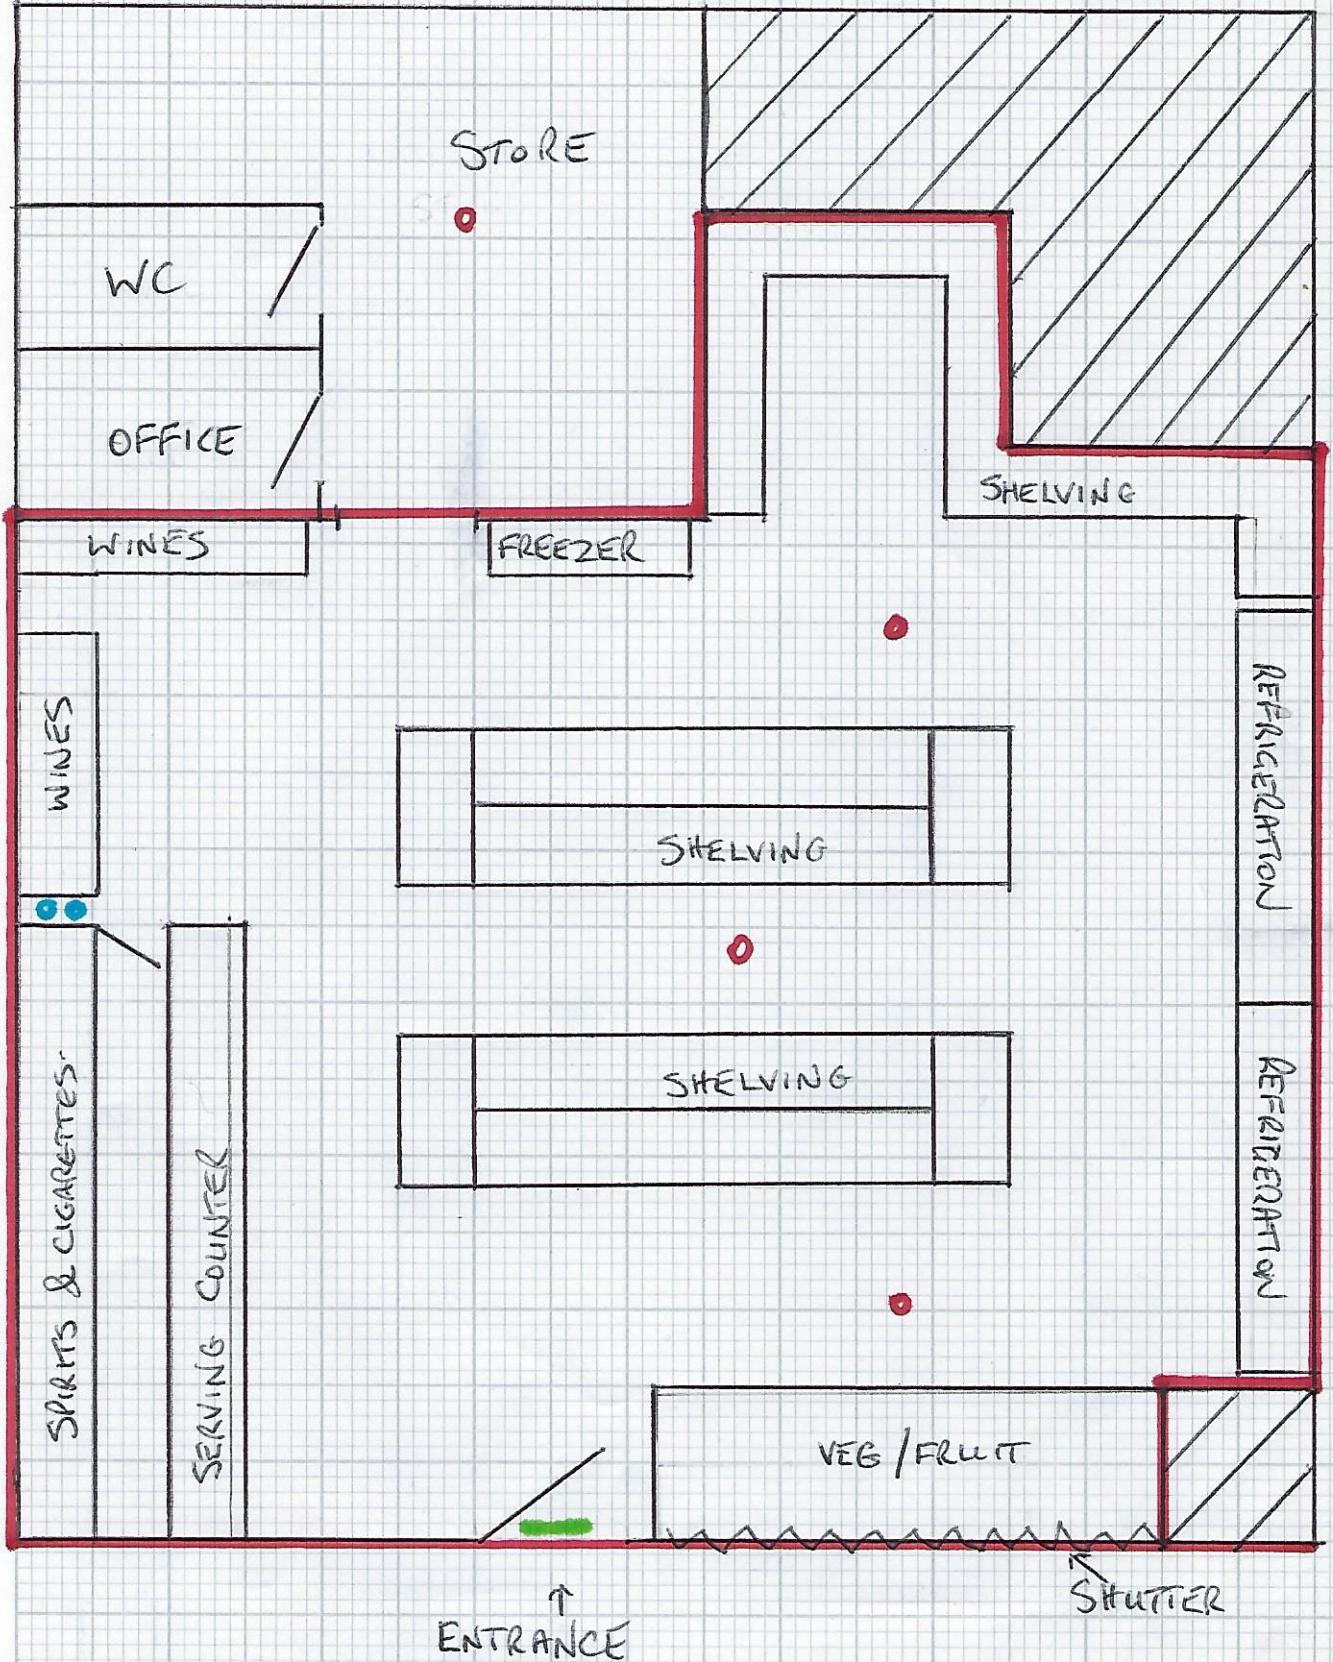 STORE
WC
OFFICE
SHELVING
WINES
FREEZER
WINES
REFRIGERATION
SHELVING
SHELVING
REFRIGERATION
SPIRITS & CIGARETTES
SERVING COUNTER
VEG / FRUIT
SHUTTER
ENTRANCE